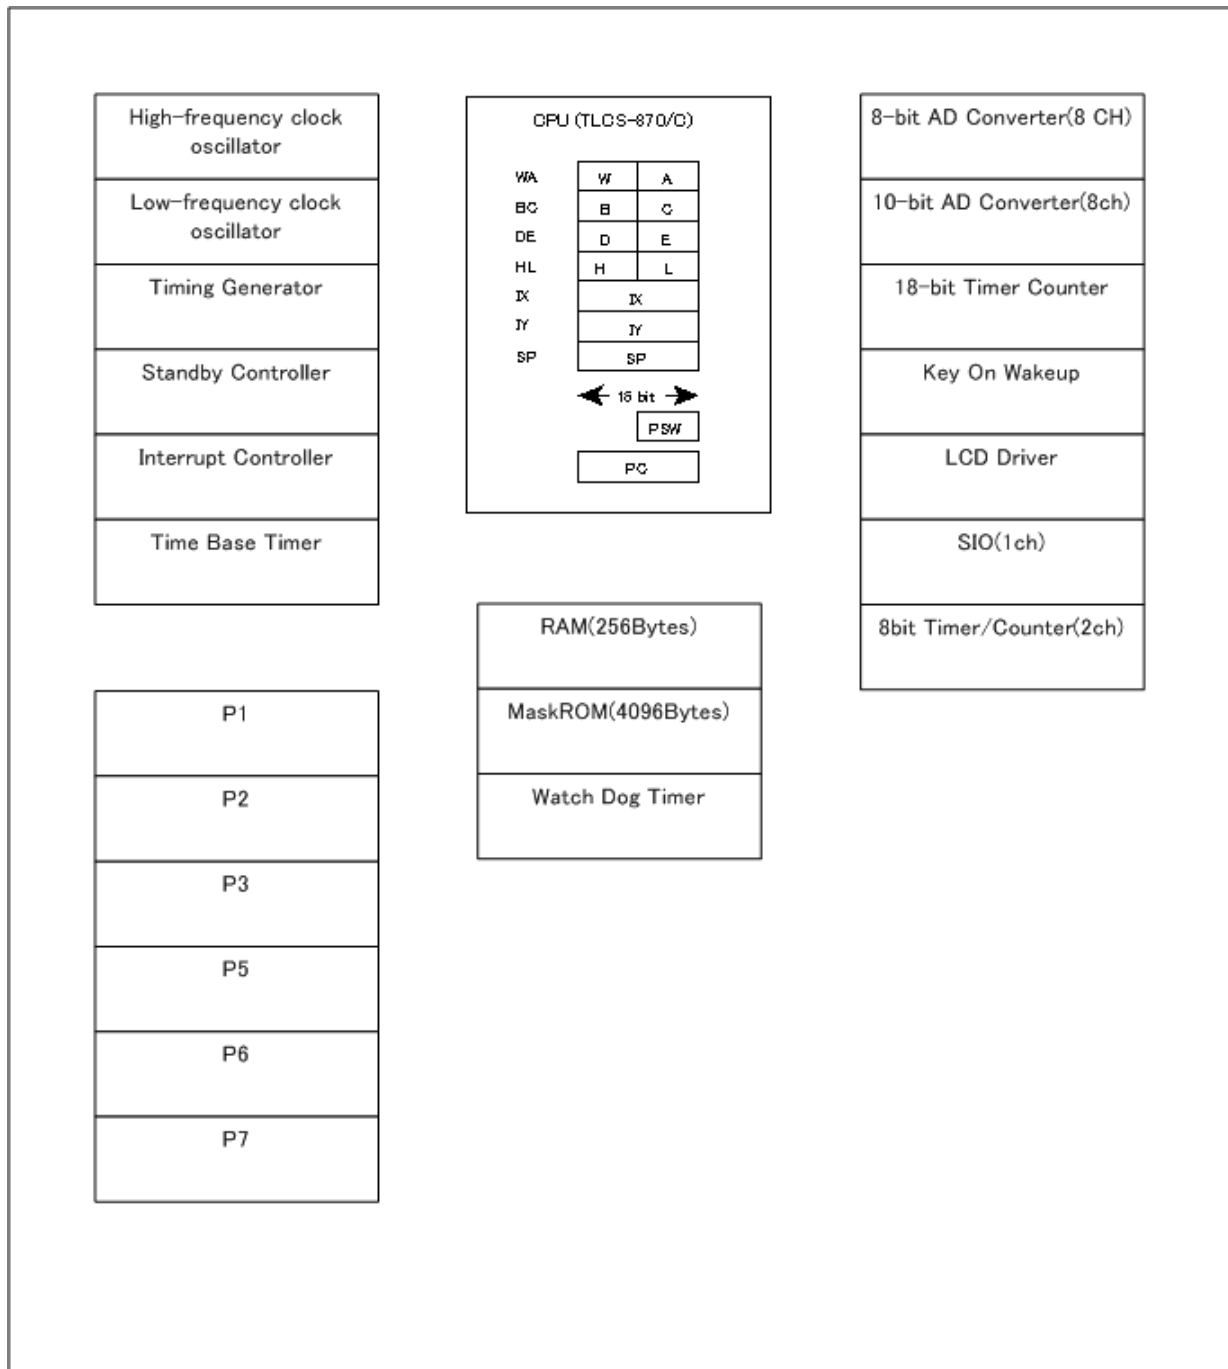 High-frequency clock
oscillator
Low-frequency clock
oscillator
Timing Generator
Standby Controller
Interrupt Controller
Time Base Timer
CPU (TLCS-870/C)
WA W A
BC B C
DE D E
HL H L
IX IX
IY IY
SP SP
16 bit
PSW
PC
8-bit AD Converter(8 CH)
10-bit AD Converter(8ch)
18-bit Timer Counter
Key On Wakeup
LCD Driver
SIO(1ch)
8bit Timer/Counter(2ch)
RAM(256Bytes)
MaskROM(4096Bytes)
Watch Dog Timer
P1
P2
P3
P5
P6
P7